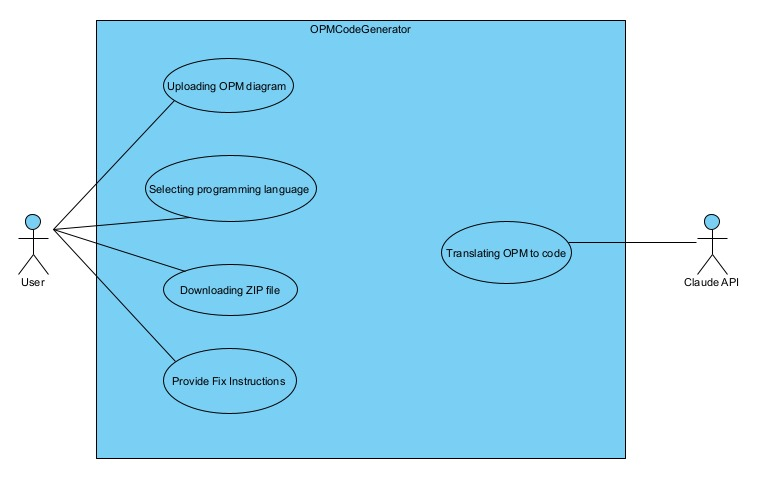 OPMCodeGenerator
Uploading OPM diagram
Selecting programming language
Translating OPM to code
User
Claude API
Downloading ZIP file
Provide Fix Instructions